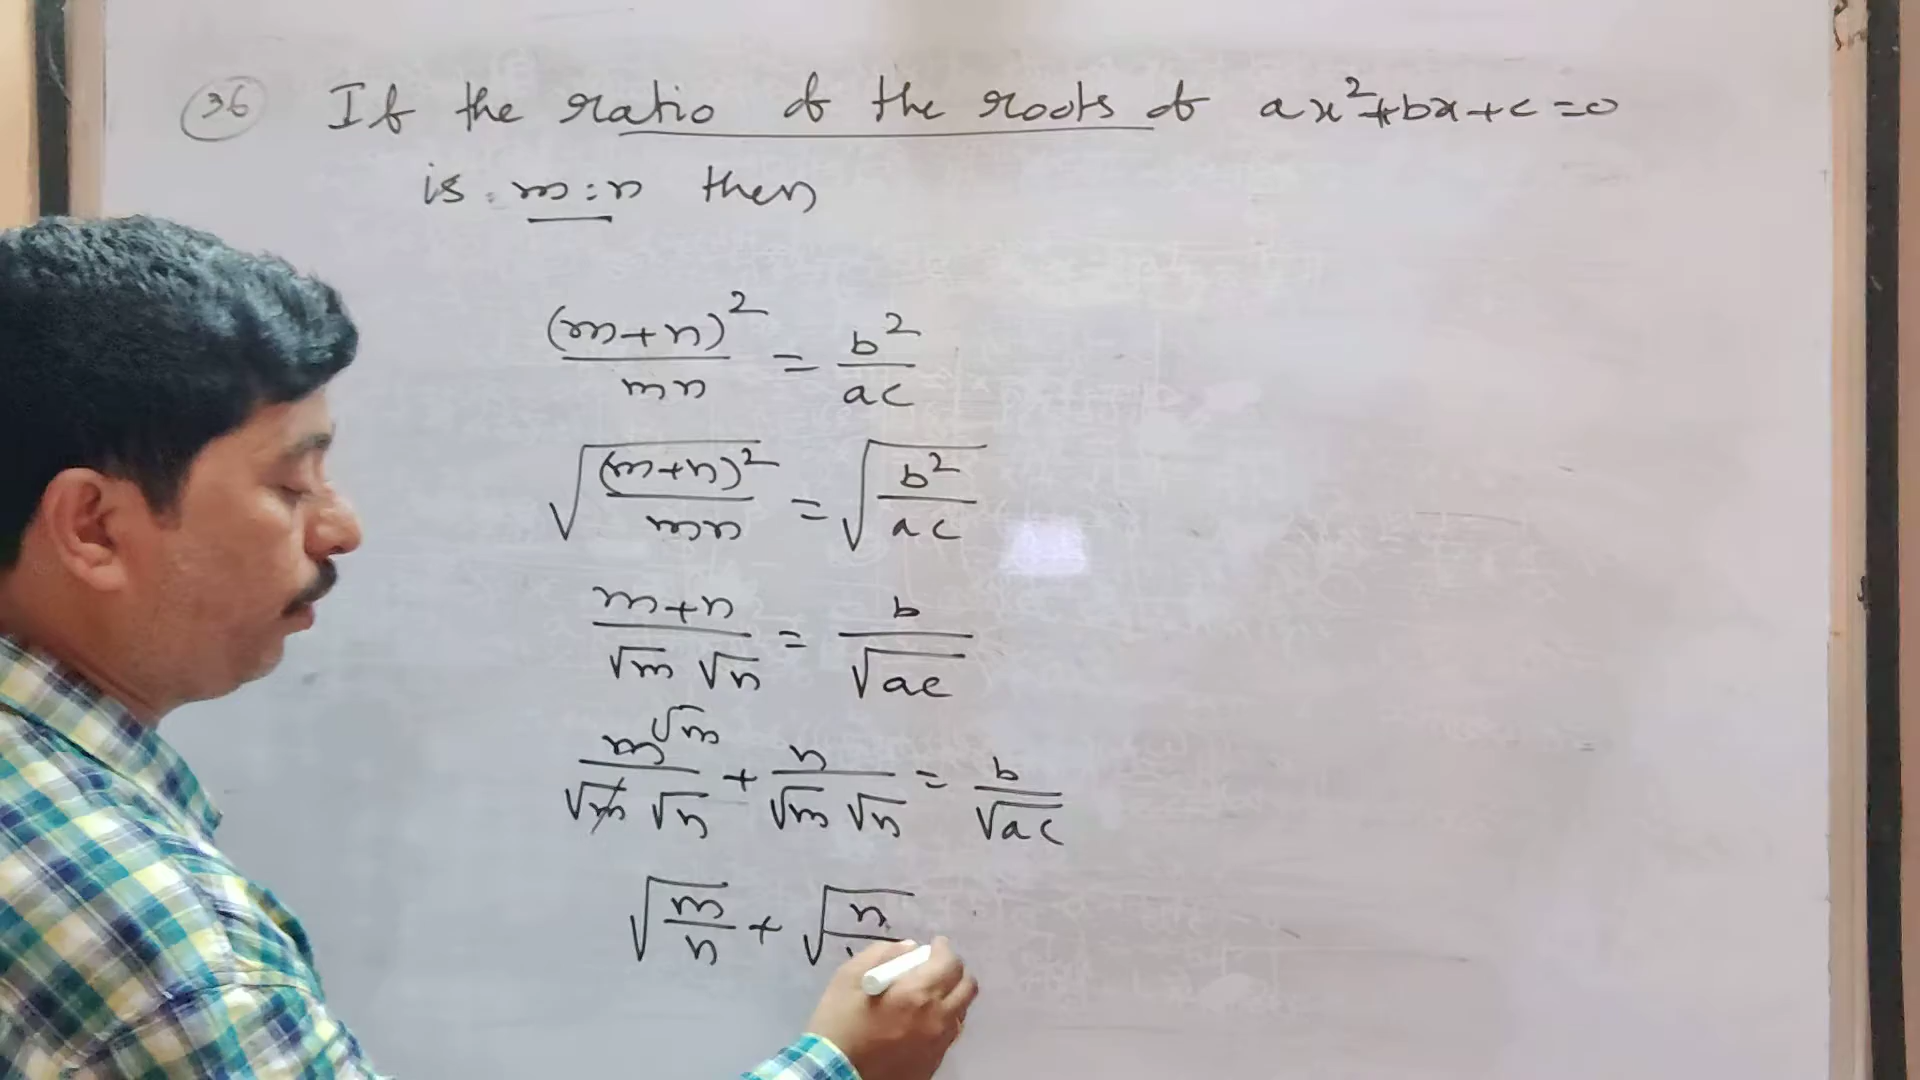 36 If the ratio of the roots of ax²+bx+c=0
is m:n then
(m+n)²/mn = b²/ac
√((m+n)²/mn) = √(b²/ac)
m+n/√m √n = b/√ac
√m
m/√m √n + n/√m √n = b/√ac
√(m/n) + √(n/